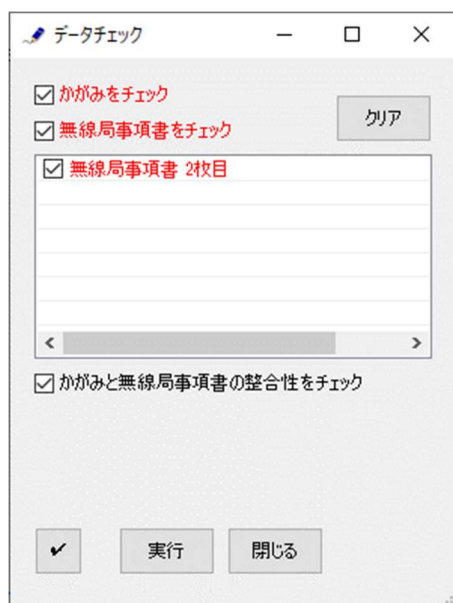 データチェック
かがみをチェック
クリア
無線局事項書をチェック
無線局事項書 2枚目
かがみと無線局事項書の整合性をチェック
実行
閉じる